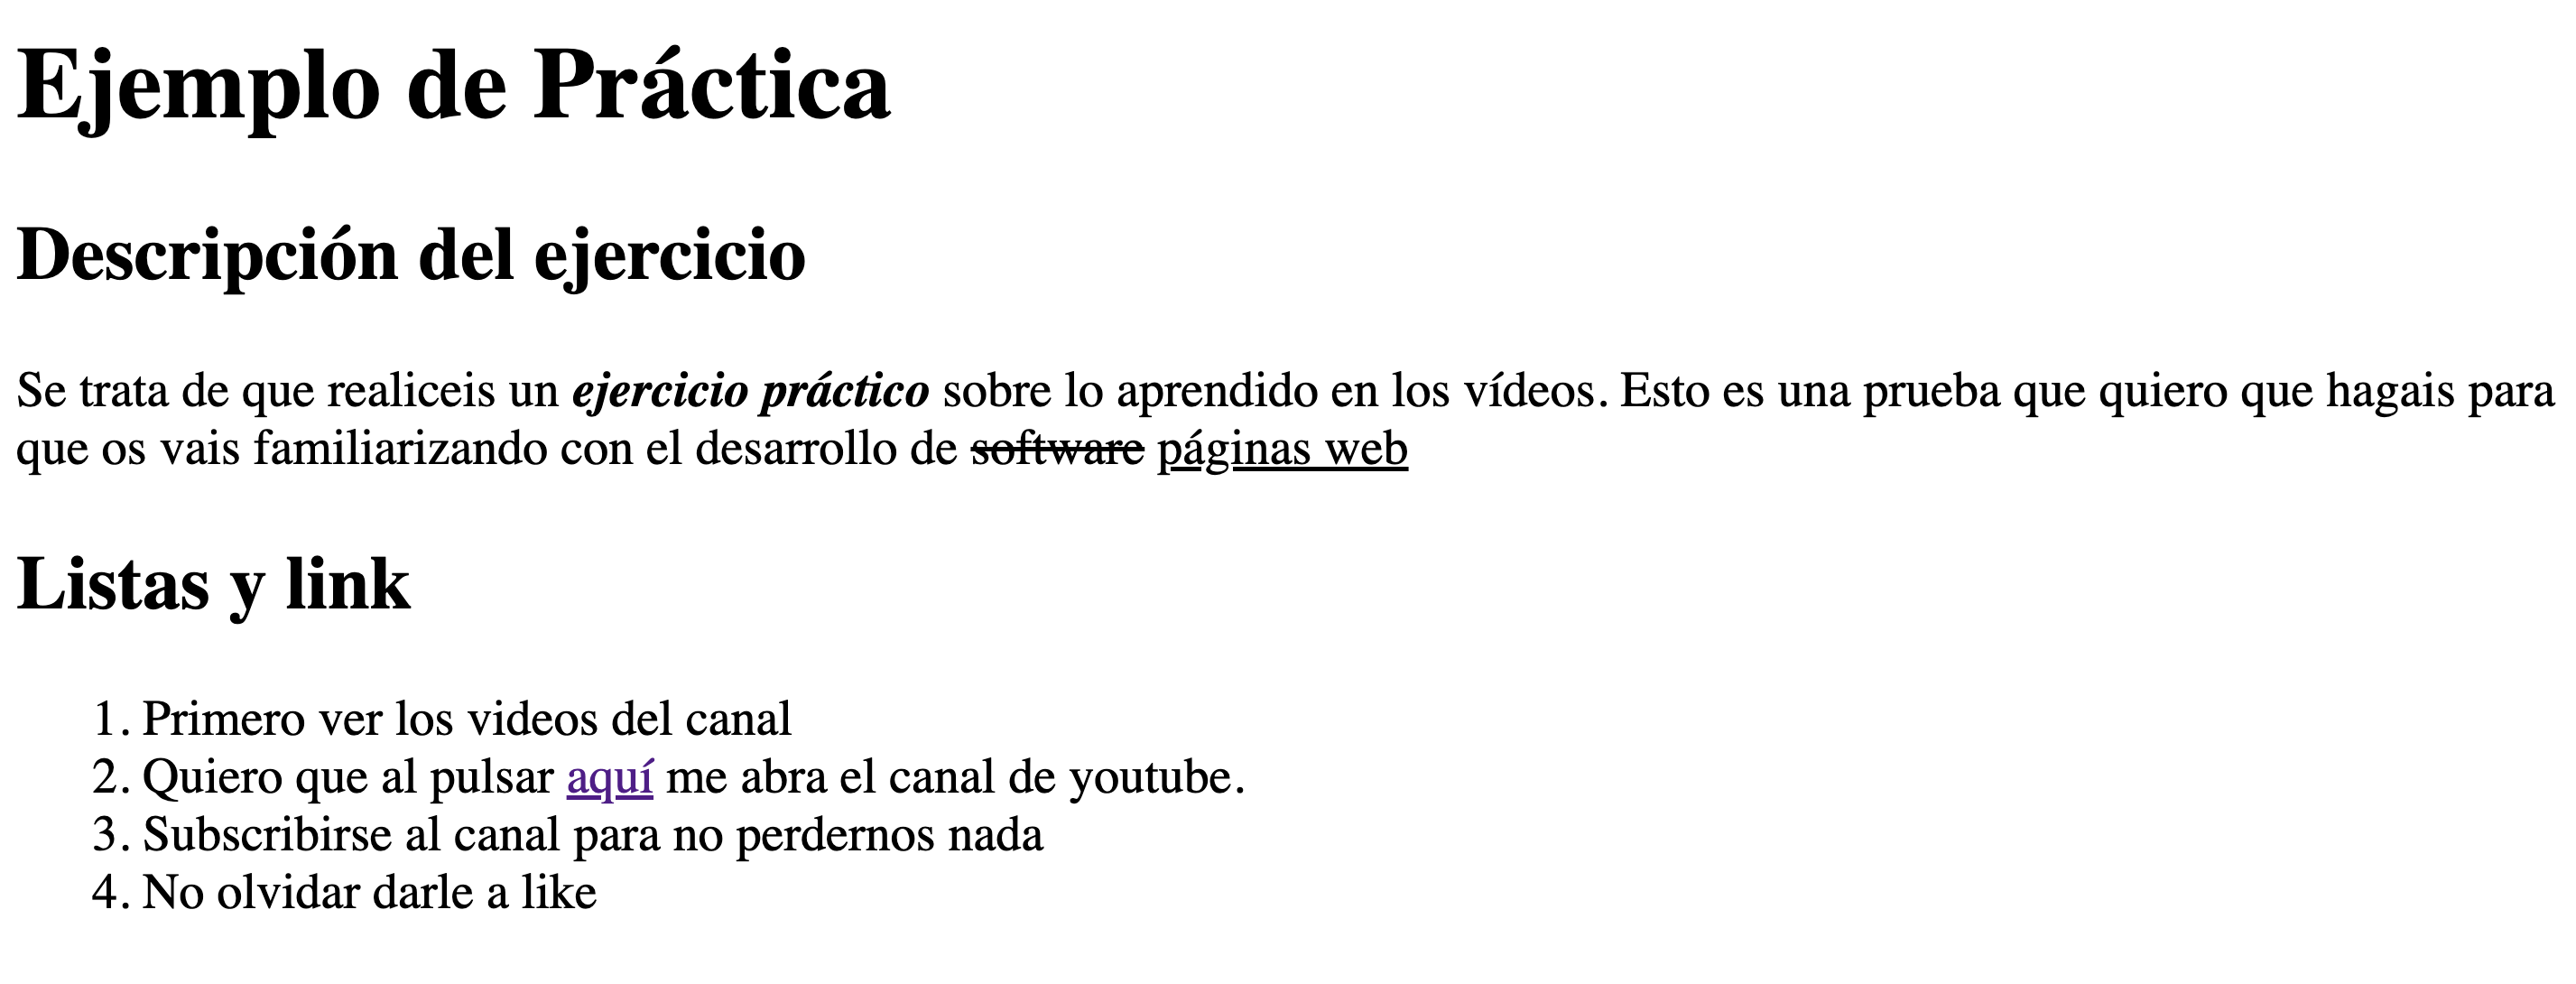 Ejemplo de Práctica
Descripción del ejercicio
Se trata de que realiceis un ejercicio práctico sobre lo aprendido en los vídeos. Esto es una prueba que quiero que hagais para
que os vais familiarizando con el desarrollo de software páginas web
Listas y link
1. Primero ver los videos del canal
2. Quiero que al pulsar aquí me abra el canal de youtube.
3. Subscribirse al canal para no perdernos nada
4. No olvidar darle a like